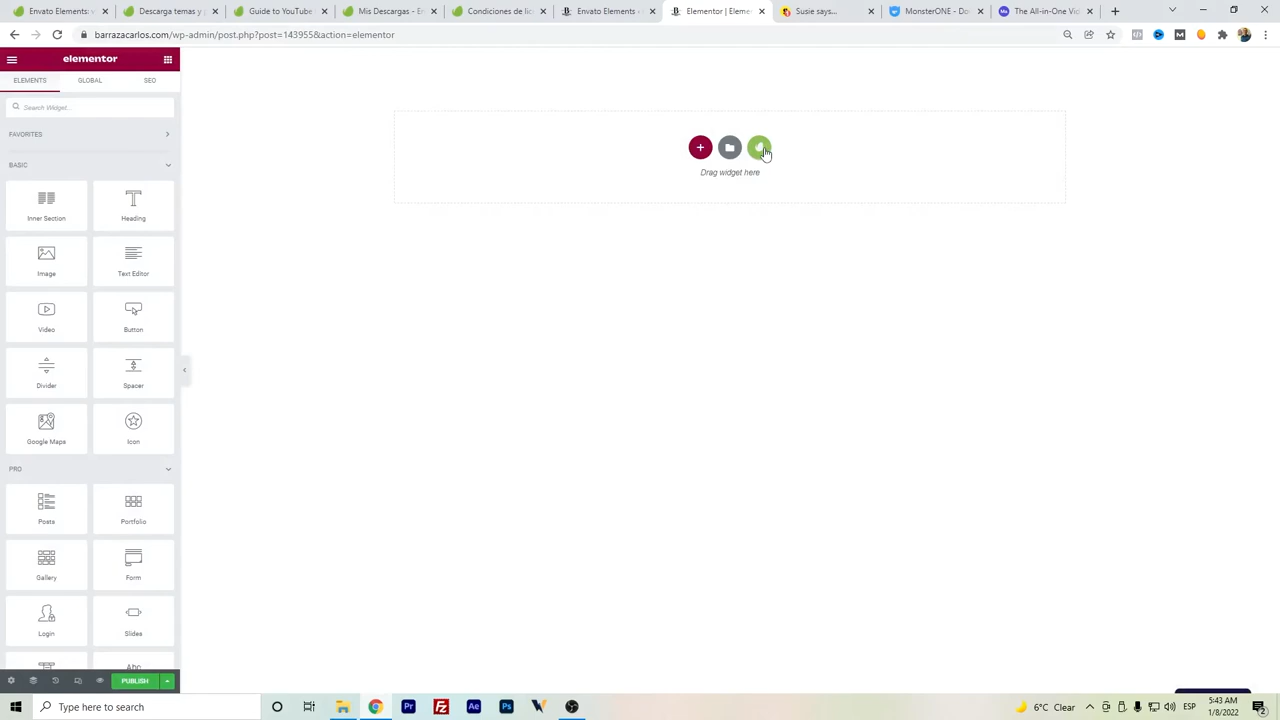 Envato Elements: un
Descarga temas y p
Guide to YouTube
Mis Descargas - En
Condiciones de lic
Envato Elements -
Elementor | Eleme
Susie says...
MonsterONE - Do
The All-in-One Vid
barrazacarlos.com/wp-admin/post.php?post=143955&action=elementor
elementor
ELEMENTS
GLOBAL
SEO
Search Widget...
FAVORITES
BASIC
Inner Section
Heading
Image
Text Editor
Video
Button
Divider
Spacer
Google Maps
Icon
PRO
Posts
Portfolio
Gallery
Form
Login
Slides
Abc
PUBLISH
Drag widget here
Type here to search
6°C Clear
5:43 AM
1/8/2022